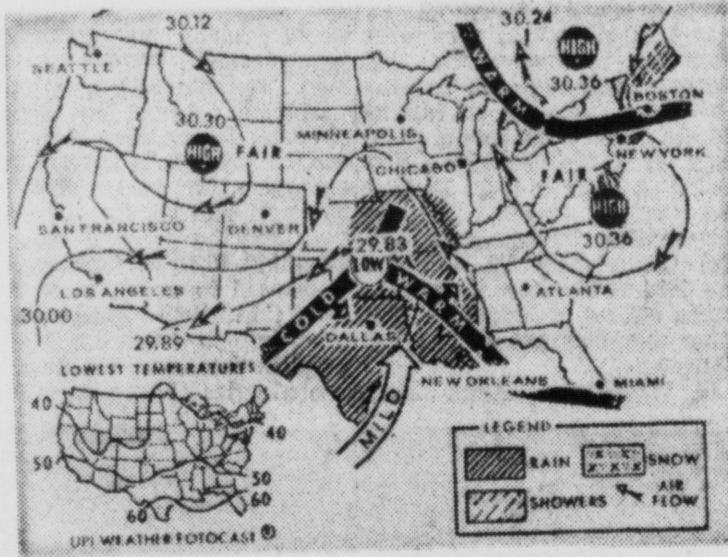 30.12
30.24
HIGH
30.36
SEATTLE
WARM
BOSTON
30.30
HIGH FAIR
MINNEAPOLIS
NEW YORK
CHICAGO
FAIR
HIGH
30.36
SAN FRANCISCO
DENVER
29.83
LOW
LOS ANGELES
COLD
WARM
ATLANTA
30.00
29.89
DALLAS
LOWEST TEMPERATURES
NEW ORLEANS
MIAMI
MILD
40
40
50
50
60
60
UPI WEATHER FOTOCAST ®
LEGEND
RAIN
SNOW
SHOWERS
AIR
FLOW